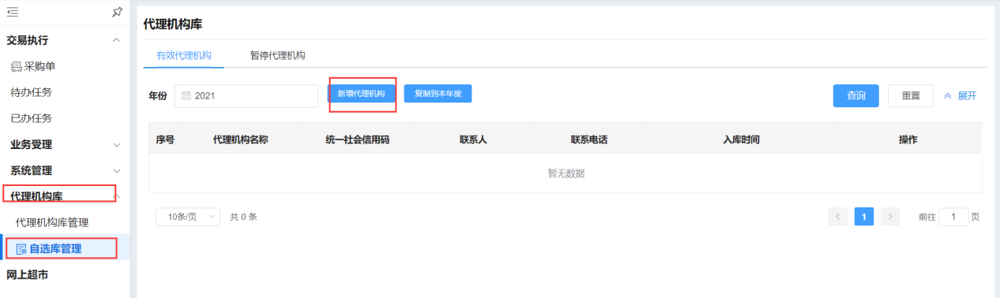 交易执行
采购单
待办任务
已办任务
业务受理
系统管理
代理机构库
代理机构库管理
自选库管理
网上超市
代理机构库
有效代理机构 暂停代理机构
年份 2021 新增代理机构 复制到本年度 查询 重置 展开
序号 代理机构名称 统一社会信用码 联系人 联系电话 入库时间 操作
暂无数据
10条/页 共 0 条 1 前往 1 页